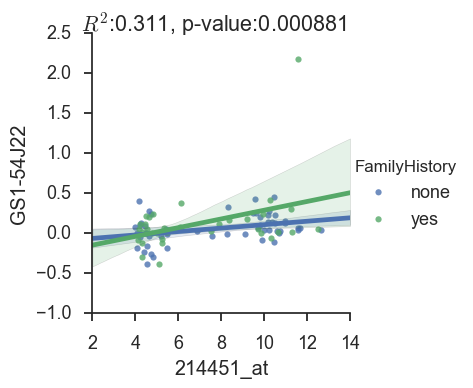 R²:0.311, p-value:0.000881
2.5
2.0
1.5
1.0
0.5
0.0
−0.5
−1.0
GS1-54J22
2 4 6 8 10 12 14
214451_at
FamilyHistory
none
yes